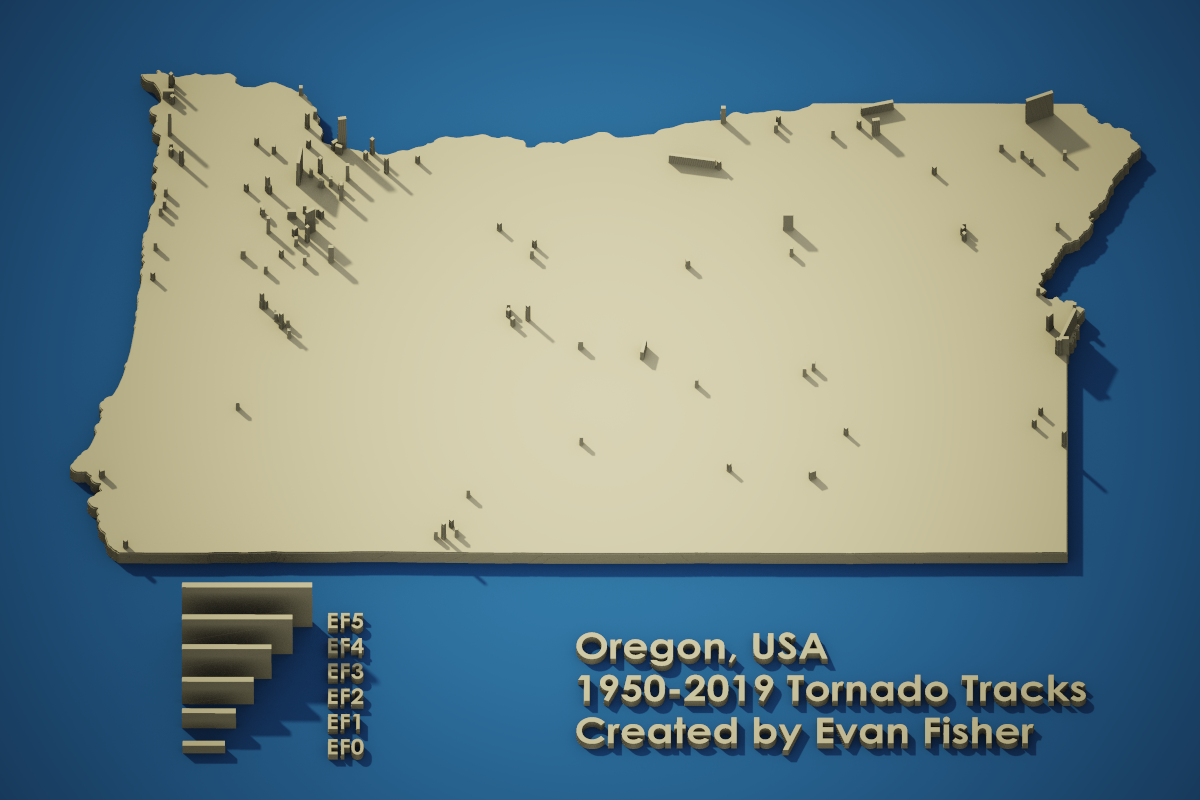 EF5
EF4
EF3
EF2
EF1
EF0
Oregon, USA
1950-2019 Tornado Tracks
Created by Evan Fisher